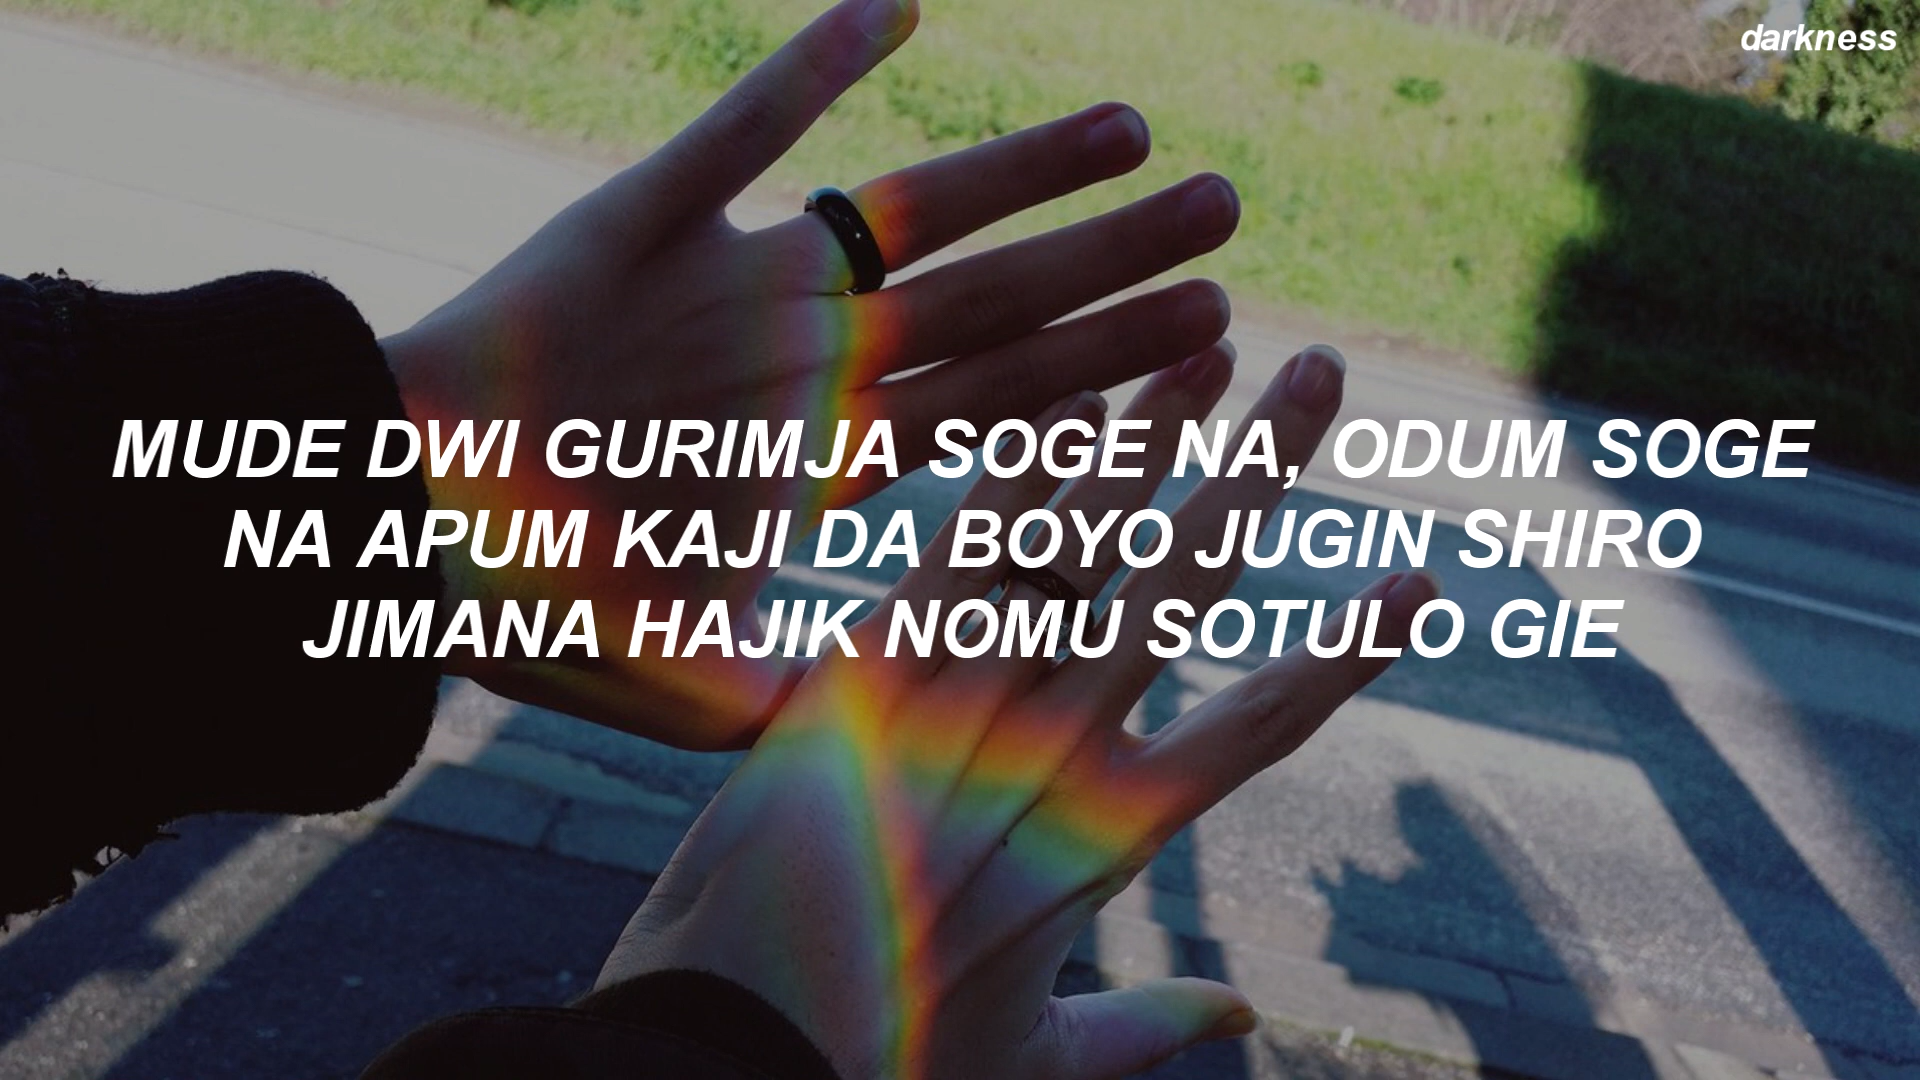 darkness
MUDE DWI GURIMJA SOGE NA, ODUM SOGE
NA APUM KAJI DA BOYO JUGIN SHIRO
JIMANA HAJIK NOMU SOTULO GIE